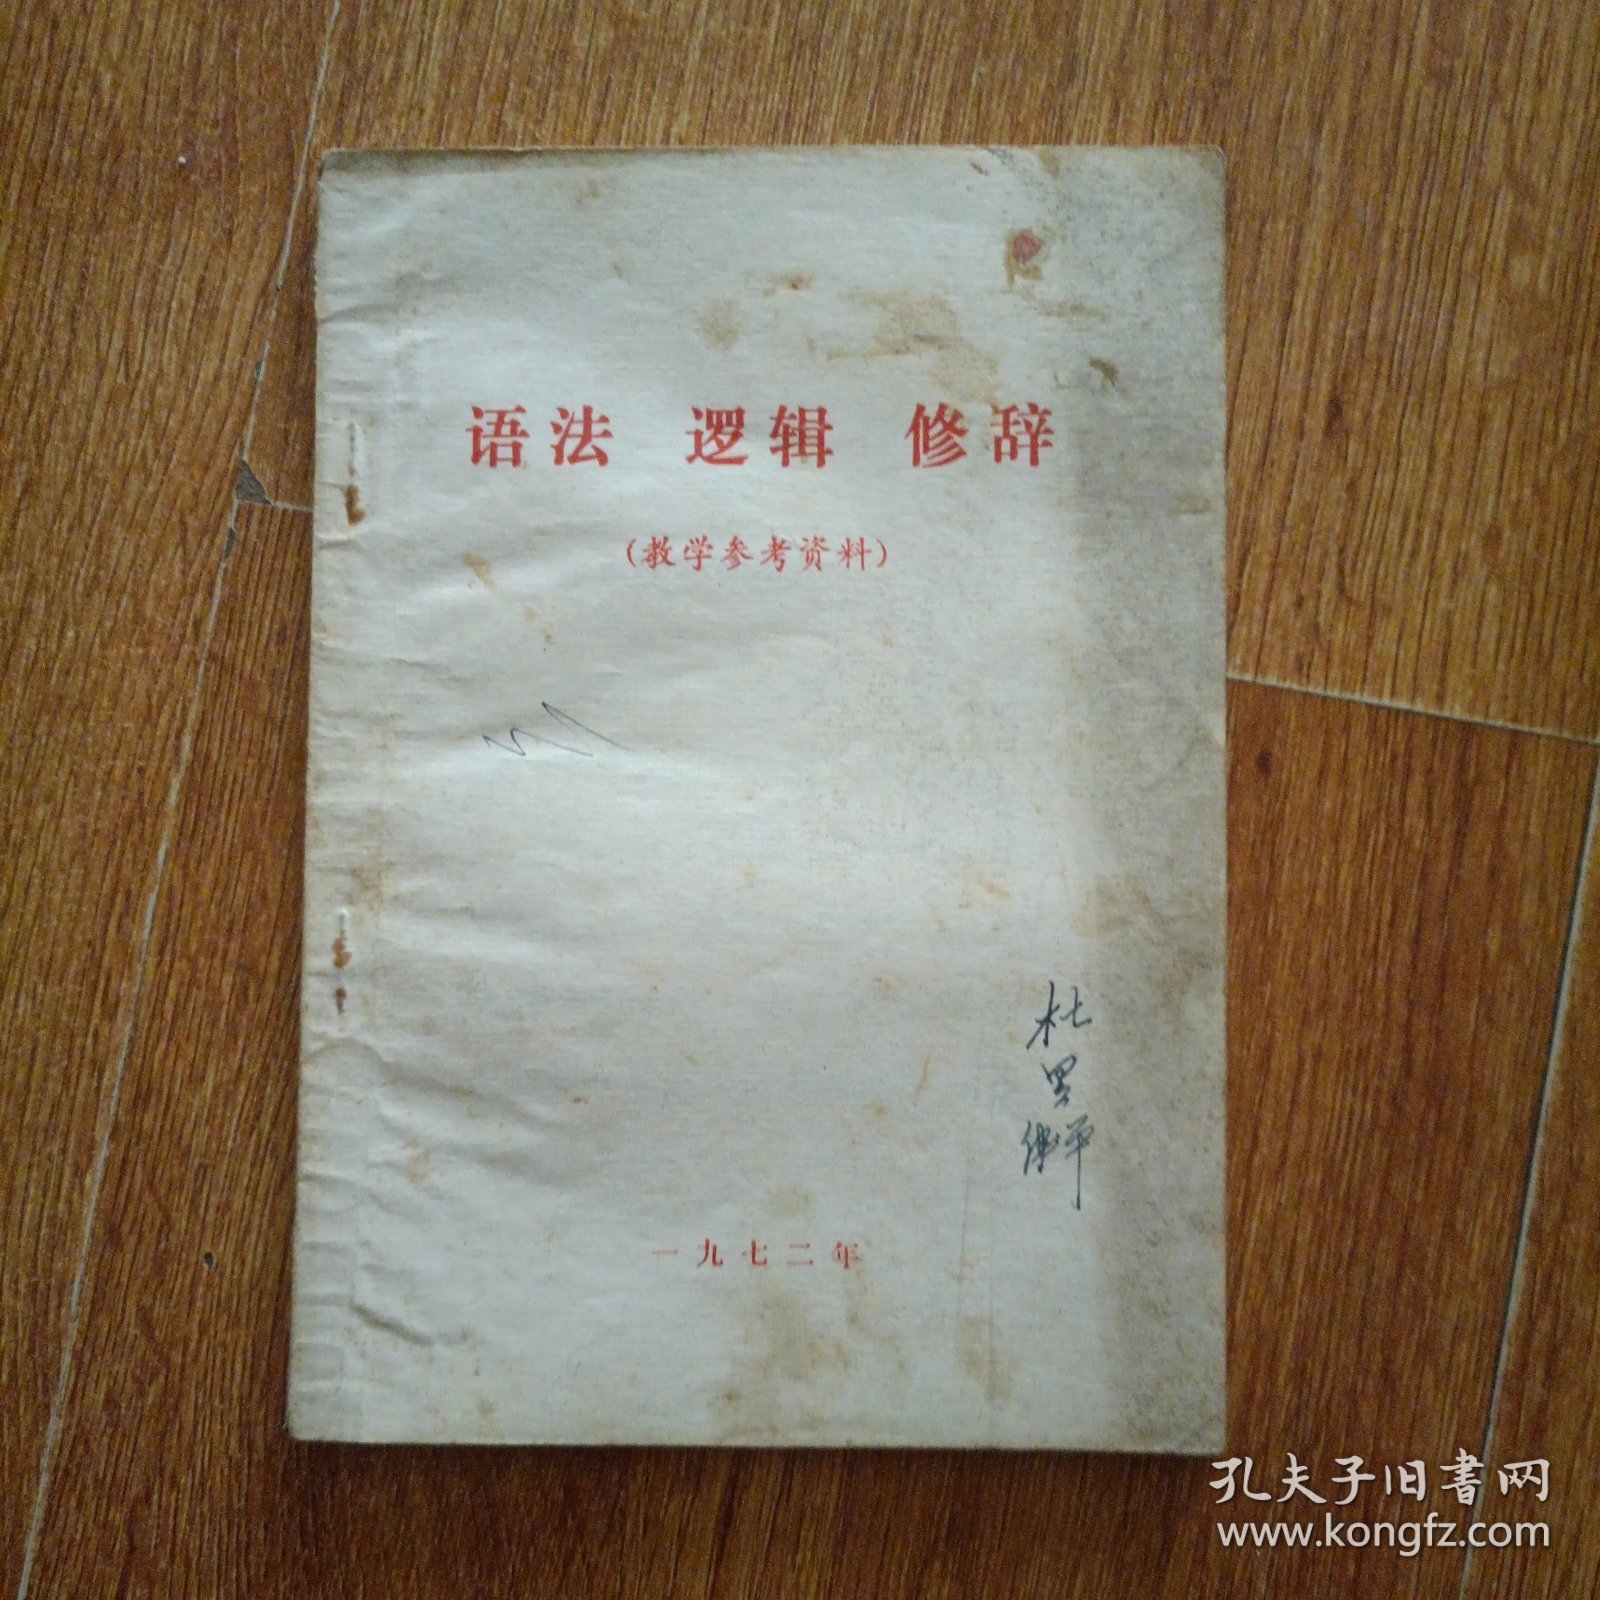 语法 逻辑 修辞
(教学参考资料)
杜
一九七二年
孔夫子旧書网
www.kongfz.com